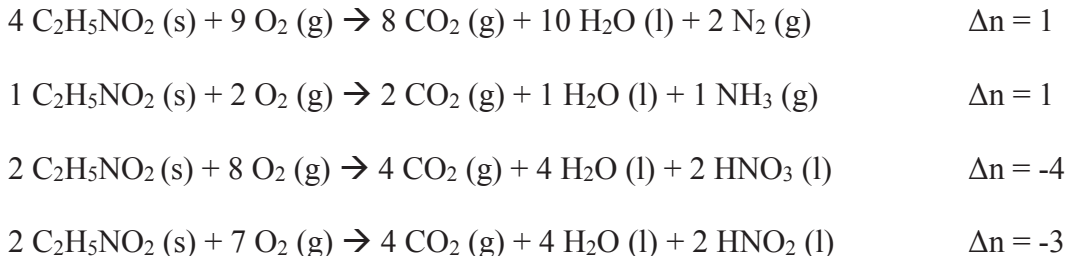 4 C₂H₅NO₂ (s) + 9 O₂ (g) → 8 CO₂ (g) + 10 H₂O (l) + 2 N₂ (g) Δn = 1
1 C₂H₅NO₂ (s) + 2 O₂ (g) → 2 CO₂ (g) + 1 H₂O (l) + 1 NH₃ (g) Δn = 1
2 C₂H₅NO₂ (s) + 8 O₂ (g) → 4 CO₂ (g) + 4 H₂O (l) + 2 HNO₃ (l) Δn = -4
2 C₂H₅NO₂ (s) + 7 O₂ (g) → 4 CO₂ (g) + 4 H₂O (l) + 2 HNO₂ (l) Δn = -3